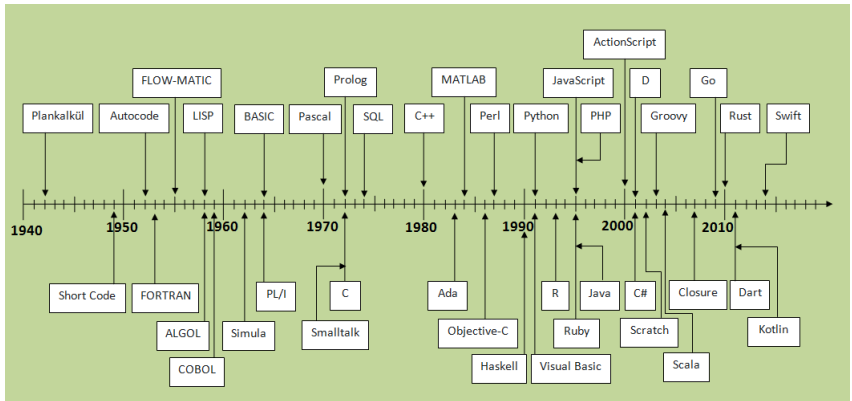 ActionScript
FLOW-MATIC
Prolog
MATLAB
JavaScript
D
Go
Plankalkül
Autocode
LISP
BASIC
Pascal
SQL
C++
Perl
Python
PHP
Groovy
Rust
Swift
1940
1950
1960
1970
1980
1990
2000
2010
Short Code
FORTRAN
PL/I
C
Ada
R
Java
C#
Closure
Dart
ALGOL
Simula
Smalltalk
Objective-C
Ruby
Scratch
Kotlin
COBOL
Haskell
Visual Basic
Scala